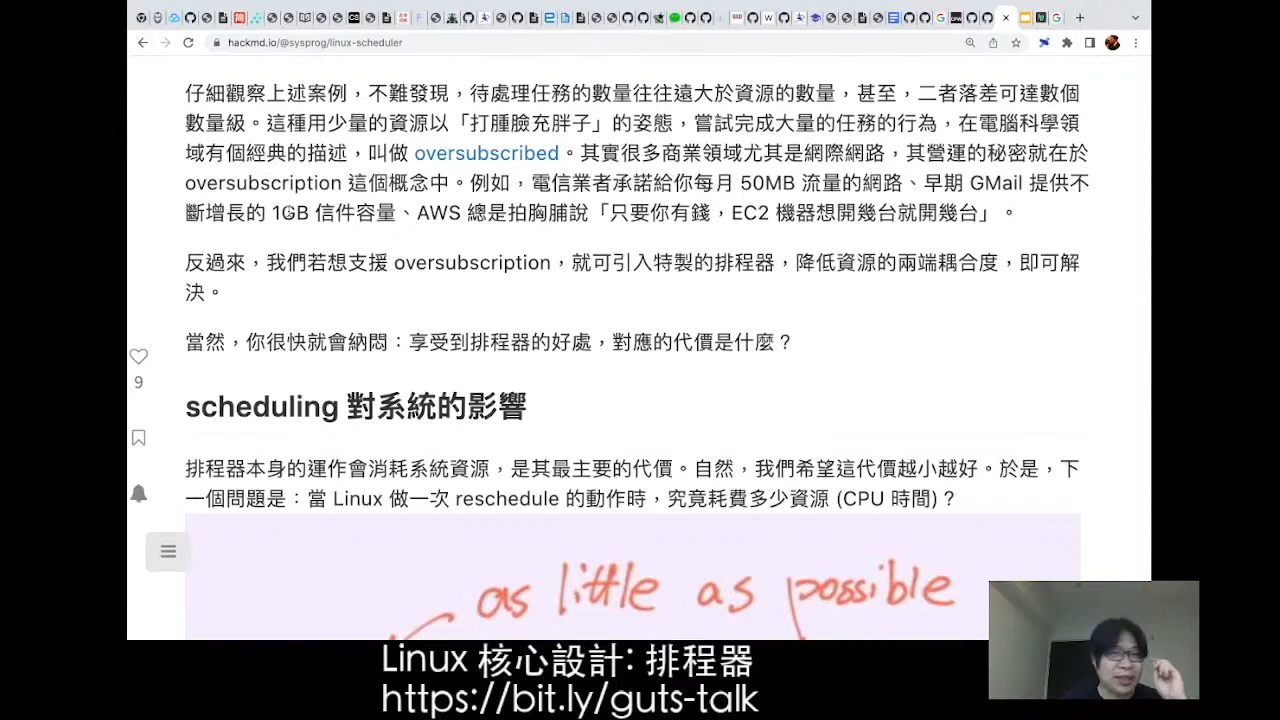 hackmd.io/@sysprog/linux-scheduler
仔細觀察上述案例，不難發現，待處理任務的數量往往遠大於資源的數量，甚至，二者落差可達數個
數量級。這種用少量的資源以「打腫臉充胖子」的姿態，嘗試完成大量的任務的行為，在電腦科學領
域有個經典的描述，叫做 oversubscribed。其實很多商業領域尤其是網際網路，其營運的秘密就在於
oversubscription 這個概念中。例如，電信業者承諾給你每月 50MB 流量的網路、早期 GMail 提供不
斷增長的 1GB 信件容量、AWS 總是拍胸脯說「只要你有錢，EC2 機器想開幾台就開幾台」。
反過來，我們若想支援 oversubscription，就可引入特製的排程器，降低資源的兩端耦合度，即可解
決。
當然，你很快就會納悶：享受到排程器的好處，對應的代價是什麼？
9
scheduling 對系統的影響
排程器本身的運作會消耗系統資源，是其最主要的代價。自然，我們希望這代價越小越好。於是，下
一個問題是：當 Linux 做一次 reschedule 的動作時，究竟耗費多少資源 (CPU 時間)？
as little as possible
Linux 核心設計: 排程器
https://bit.ly/guts-talk